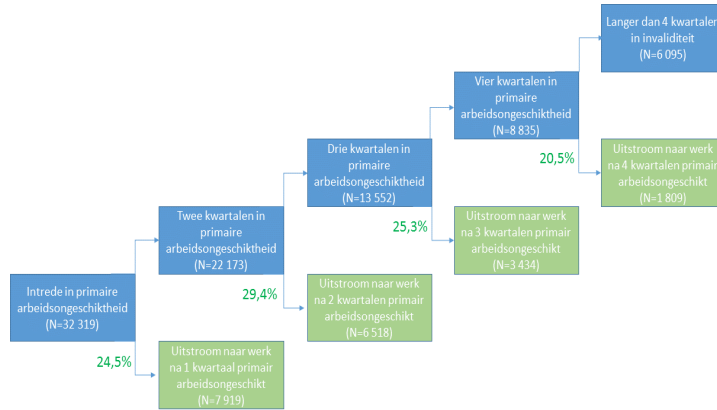 Langer dan 4 kwartalen
in invaliditeit
(N=6 095)
Vier kwartalen in
primaire
arbeidsongeschiktheid
(N=8 835)
20,5%
Uitstroom naar werk
na 4 kwartalen primair
arbeidsongeschikt
(N=1 809)
Drie kwartalen in
primaire
arbeidsongeschiktheid
(N=13 552)
25,3%
Uitstroom naar werk
na 3 kwartalen primair
arbeidsongeschikt
(N=3 434)
Twee kwartalen in
primaire
arbeidsongeschiktheid
(N=22 173)
29,4%
Uitstroom naar werk
na 2 kwartalen primair
arbeidsongeschikt
(N=6 518)
Intrede in primaire
arbeidsongeschiktheid
(N=32 319)
24,5%
Uitstroom naar werk
na 1 kwartaal primair
arbeidsongeschikt
(N=7 919)